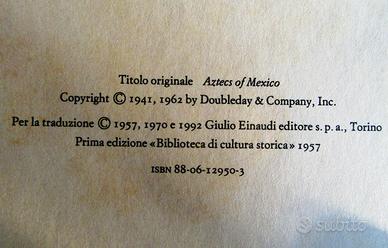 Titolo originale Aztecs of Mexico
Copyright © 1941, 1962 by Doubleday & Company, Inc.
Per la traduzione © 1957, 1970 e 1992 Giulio Einaudi editore s. p. a., Torino
Prima edizione «Biblioteca di cultura storica» 1957
ISBN 88-06-12950-3
subito